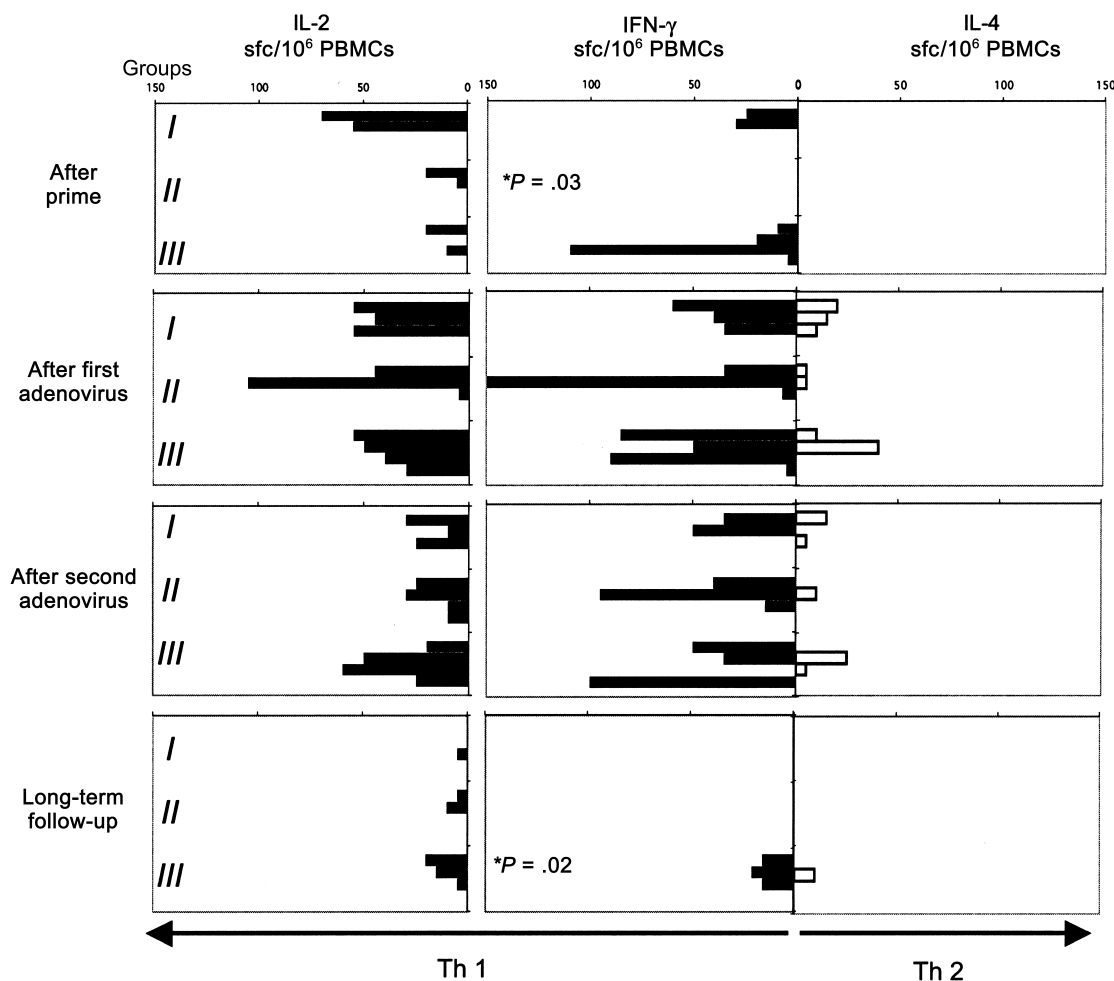 IL-2
sfc/10⁶ PBMCs
IFN-γ
sfc/10⁶ PBMCs
IL-4
sfc/10⁶ PBMCs
Groups
150 100 50 0 150 100 50 0 50 100 150
After
prime
I
II
III
*P = .03
After first
adenovirus
I
II
III
After second
adenovirus
I
II
III
Long-term
follow-up
I
II
III
*P = .02
Th 1
Th 2